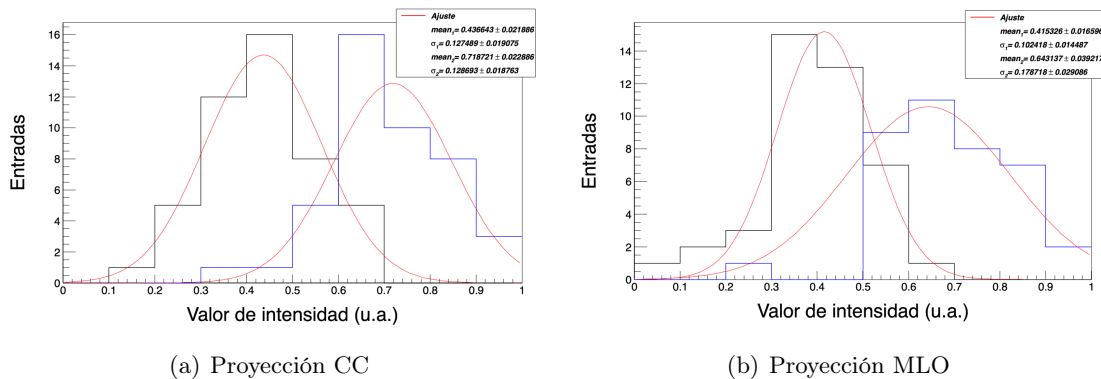 Ajuste
mean₁= 0.436643 ± 0.021886
σ₁= 0.127489 ± 0.019075
mean₂= 0.718721 ± 0.022886
σ₂= 0.128693 ± 0.018763
Entradas
16
14
12
10
8
6
4
2
0
0 0.1 0.2 0.3 0.4 0.5 0.6 0.7 0.8 0.9 1
Valor de intensidad (u.a.)
(a) Proyección CC
Ajuste
mean₁= 0.415326 ± 0.016596
σ₁= 0.102418 ± 0.014487
mean₂= 0.643137 ± 0.039217
σ₂= 0.178718 ± 0.029086
Entradas
14
12
10
8
6
4
2
0
0 0.1 0.2 0.3 0.4 0.5 0.6 0.7 0.8 0.9 1
Valor de intensidad (u.a.)
(b) Proyección MLO